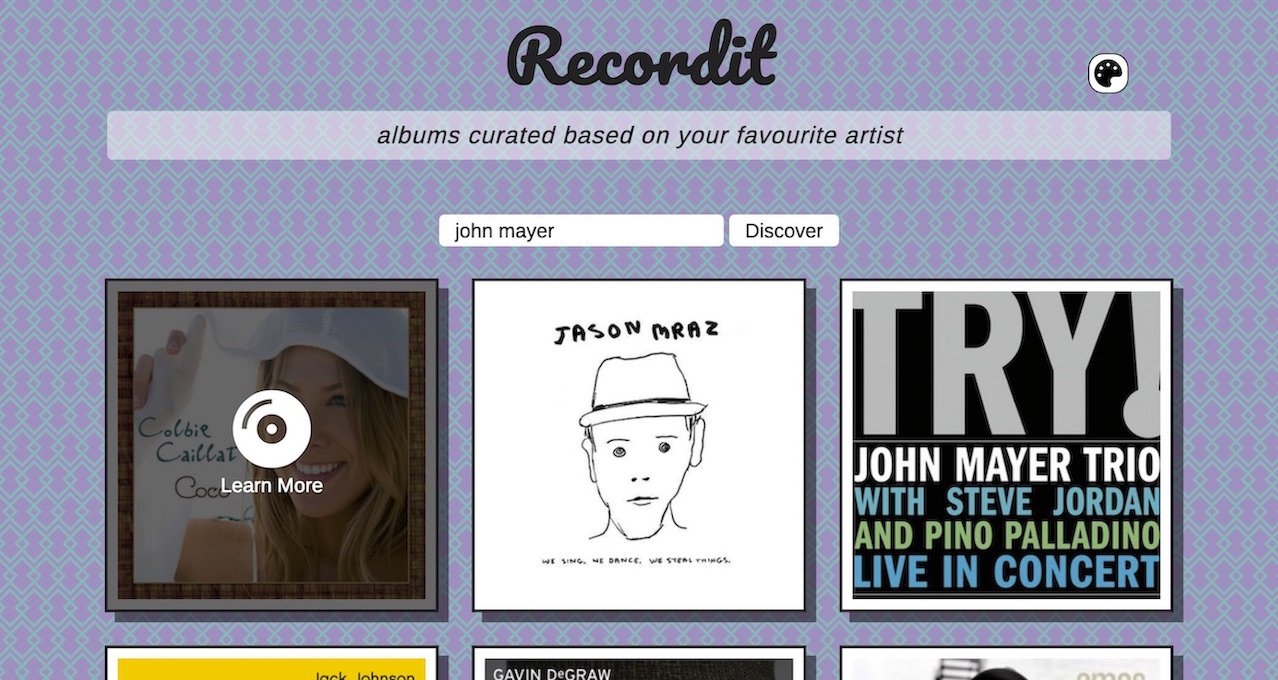 Recordit
albums curated based on your favourite artist
john mayer
Discover
Colbie
Caillat
Coco
Learn More
JASON MRAZ
WE SING. WE DANCE. WE STEAL THINGS.
TRY!
JOHN MAYER TRIO
WITH STEVE JORDAN
AND PINO PALLADINO
LIVE IN CONCERT
Jack Johnson
GAVIN DeGRAW
amos